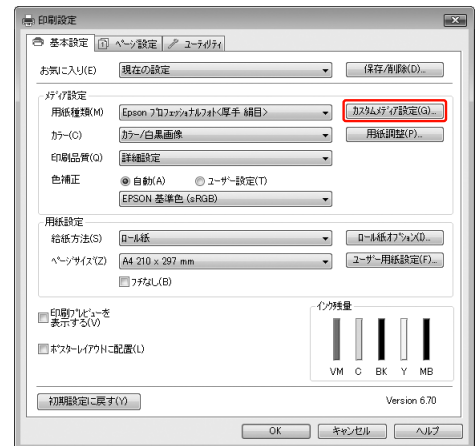 印刷設定
基本設定 ページ設定 ユーティリティ
お気に入り(E) 現在の設定 保存/削除(D)...
メディア設定
用紙種類(M) Epson プロフェッショナルフォト<厚手 絹目> カスタムメディア設定(G)...
カラー(C) カラー/白黒画像 用紙調整(P)...
印刷品質(Q) 詳細設定
色補正 自動(A) ユーザー設定(T)
EPSON 基準色 (sRGB)
用紙設定
給紙方法(S) ロール紙 ロール紙オプション(I)...
ページサイズ(Z) A4 210 x 297 mm ユーザー用紙設定(F)...
フチなし(B)
印刷プレビューを
表示する(V)
インク残量
ポスターレイアウトに配置(L)
VM C BK Y MB
初期設定に戻す(Y) Version 6.70
OK キャンセル ヘルプ